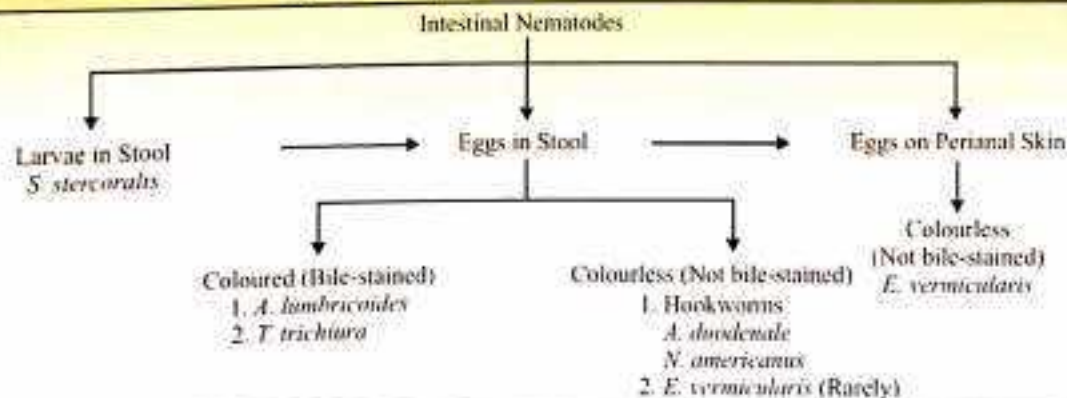 Intestinal Nematodes
Larvae in Stool
S. stercoralis
Eggs in Stool
Eggs on Perianal Skin
Coloured (Bile-stained)
1. A. lumbricoides
2. T. trichiura
Colourless (Not bile-stained)
1. Hookworms
A. duodenale
N. americanus
2. E. vermicularis (Rarely)
Colourless
(Not bile-stained)
E. vermicularis